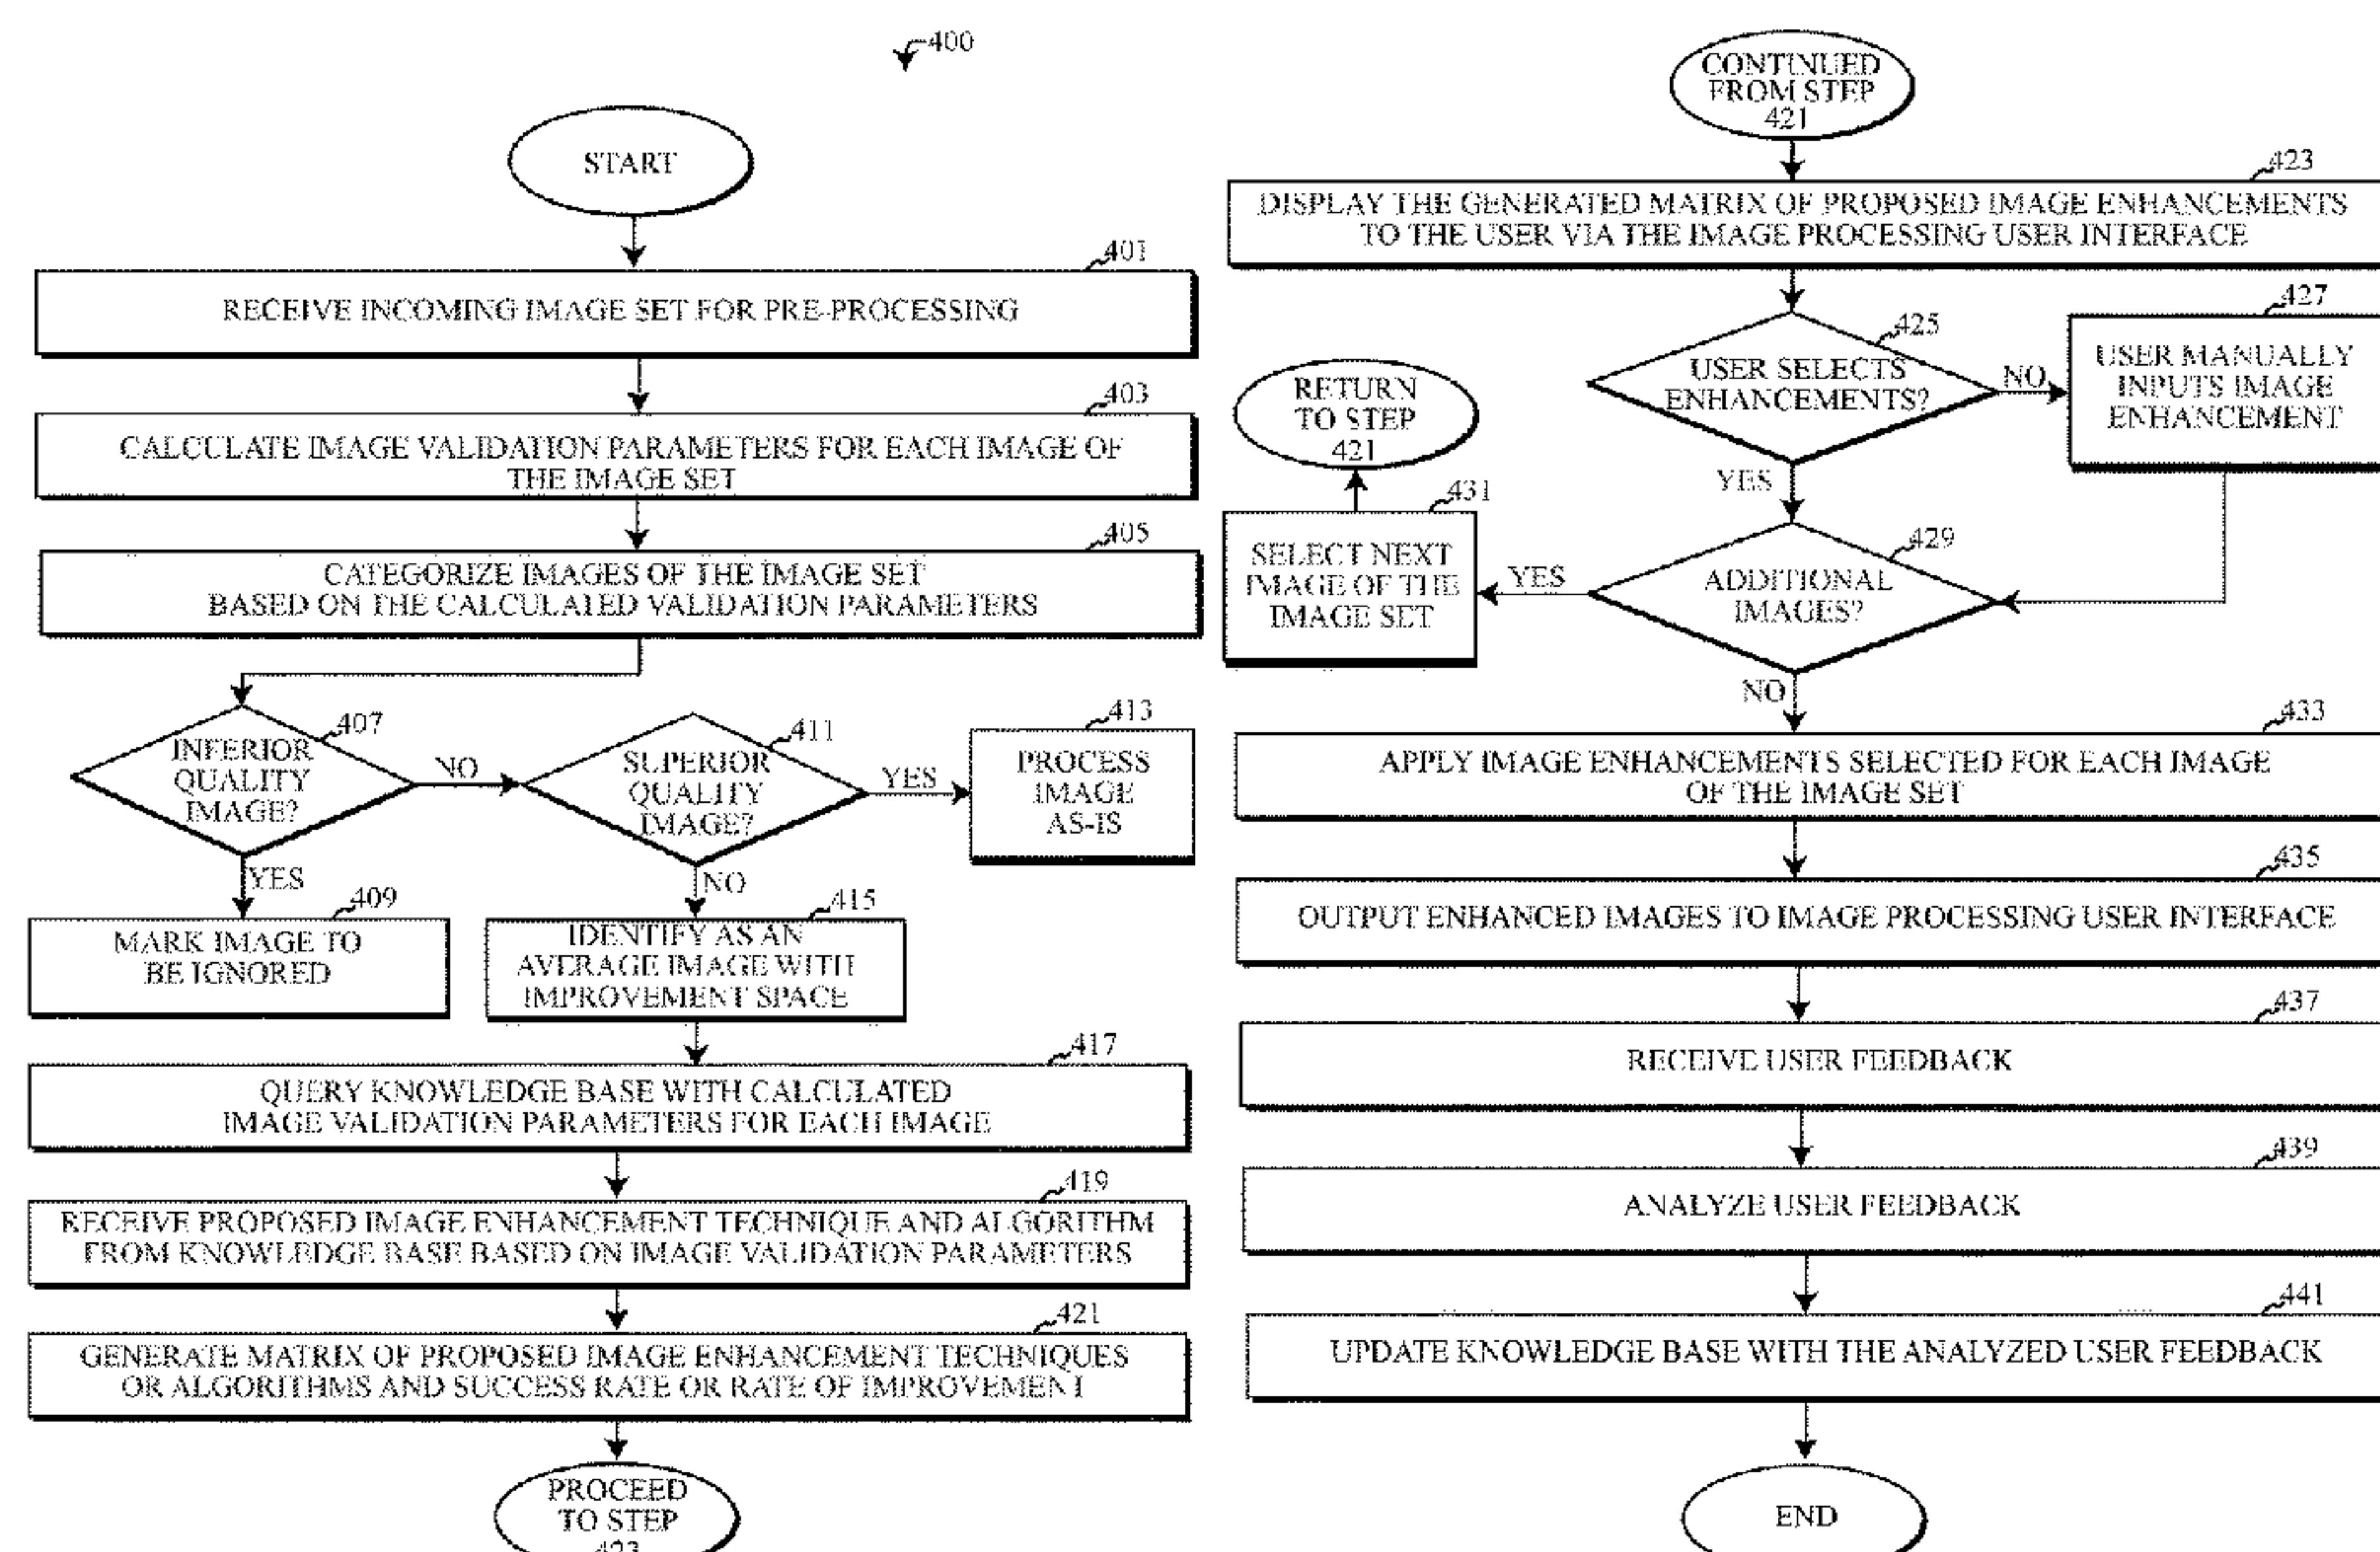 400
START
401
RECEIVE INCOMING IMAGE SET FOR PRE-PROCESSING
403
CALCULATE IMAGE VALIDATION PARAMETERS FOR EACH IMAGE OF
THE IMAGE SET
405
CATEGORIZE IMAGES OF THE IMAGE SET
BASED ON THE CALCULATED VALIDATION PARAMETERS
407
INFERIOR
QUALITY
IMAGE?
NO
YES
409
MARK IMAGE TO
BE IGNORED
411
SUPERIOR
QUALITY
IMAGE?
YES
NO
413
PROCESS
IMAGE
AS-IS
415
IDENTIFY AS AN
AVERAGE IMAGE WITH
IMPROVEMENT SPACE
417
QUERY KNOWLEDGE BASE WITH CALCULATED
IMAGE VALIDATION PARAMETERS FOR EACH IMAGE
419
RECEIVE PROPOSED IMAGE ENHANCEMENT TECHNIQUE AND ALGORITHM
FROM KNOWLEDGE BASE BASED ON IMAGE VALIDATION PARAMETERS
421
GENERATE MATRIX OF PROPOSED IMAGE ENHANCEMENT TECHNIQUES
OR ALGORITHMS AND SUCCESS RATE OR RATE OF IMPROVEMENT
PROCEED
TO STEP
423
CONTINUED
FROM STEP
421
423
DISPLAY THE GENERATED MATRIX OF PROPOSED IMAGE ENHANCEMENTS
TO THE USER VIA THE IMAGE PROCESSING USER INTERFACE
425
USER SELECTS
ENHANCEMENTS?
NO
YES
427
USER MANUALLY
INPUTS IMAGE
ENHANCEMENT
429
ADDITIONAL
IMAGES?
YES
NO
431
SELECT NEXT
IMAGE OF THE
IMAGE SET
RETURN
TO STEP
421
433
APPLY IMAGE ENHANCEMENTS SELECTED FOR EACH IMAGE
OF THE IMAGE SET
435
OUTPUT ENHANCED IMAGES TO IMAGE PROCESSING USER INTERFACE
437
RECEIVE USER FEEDBACK
439
ANALYZE USER FEEDBACK
441
UPDATE KNOWLEDGE BASE WITH THE ANALYZED USER FEEDBACK
END